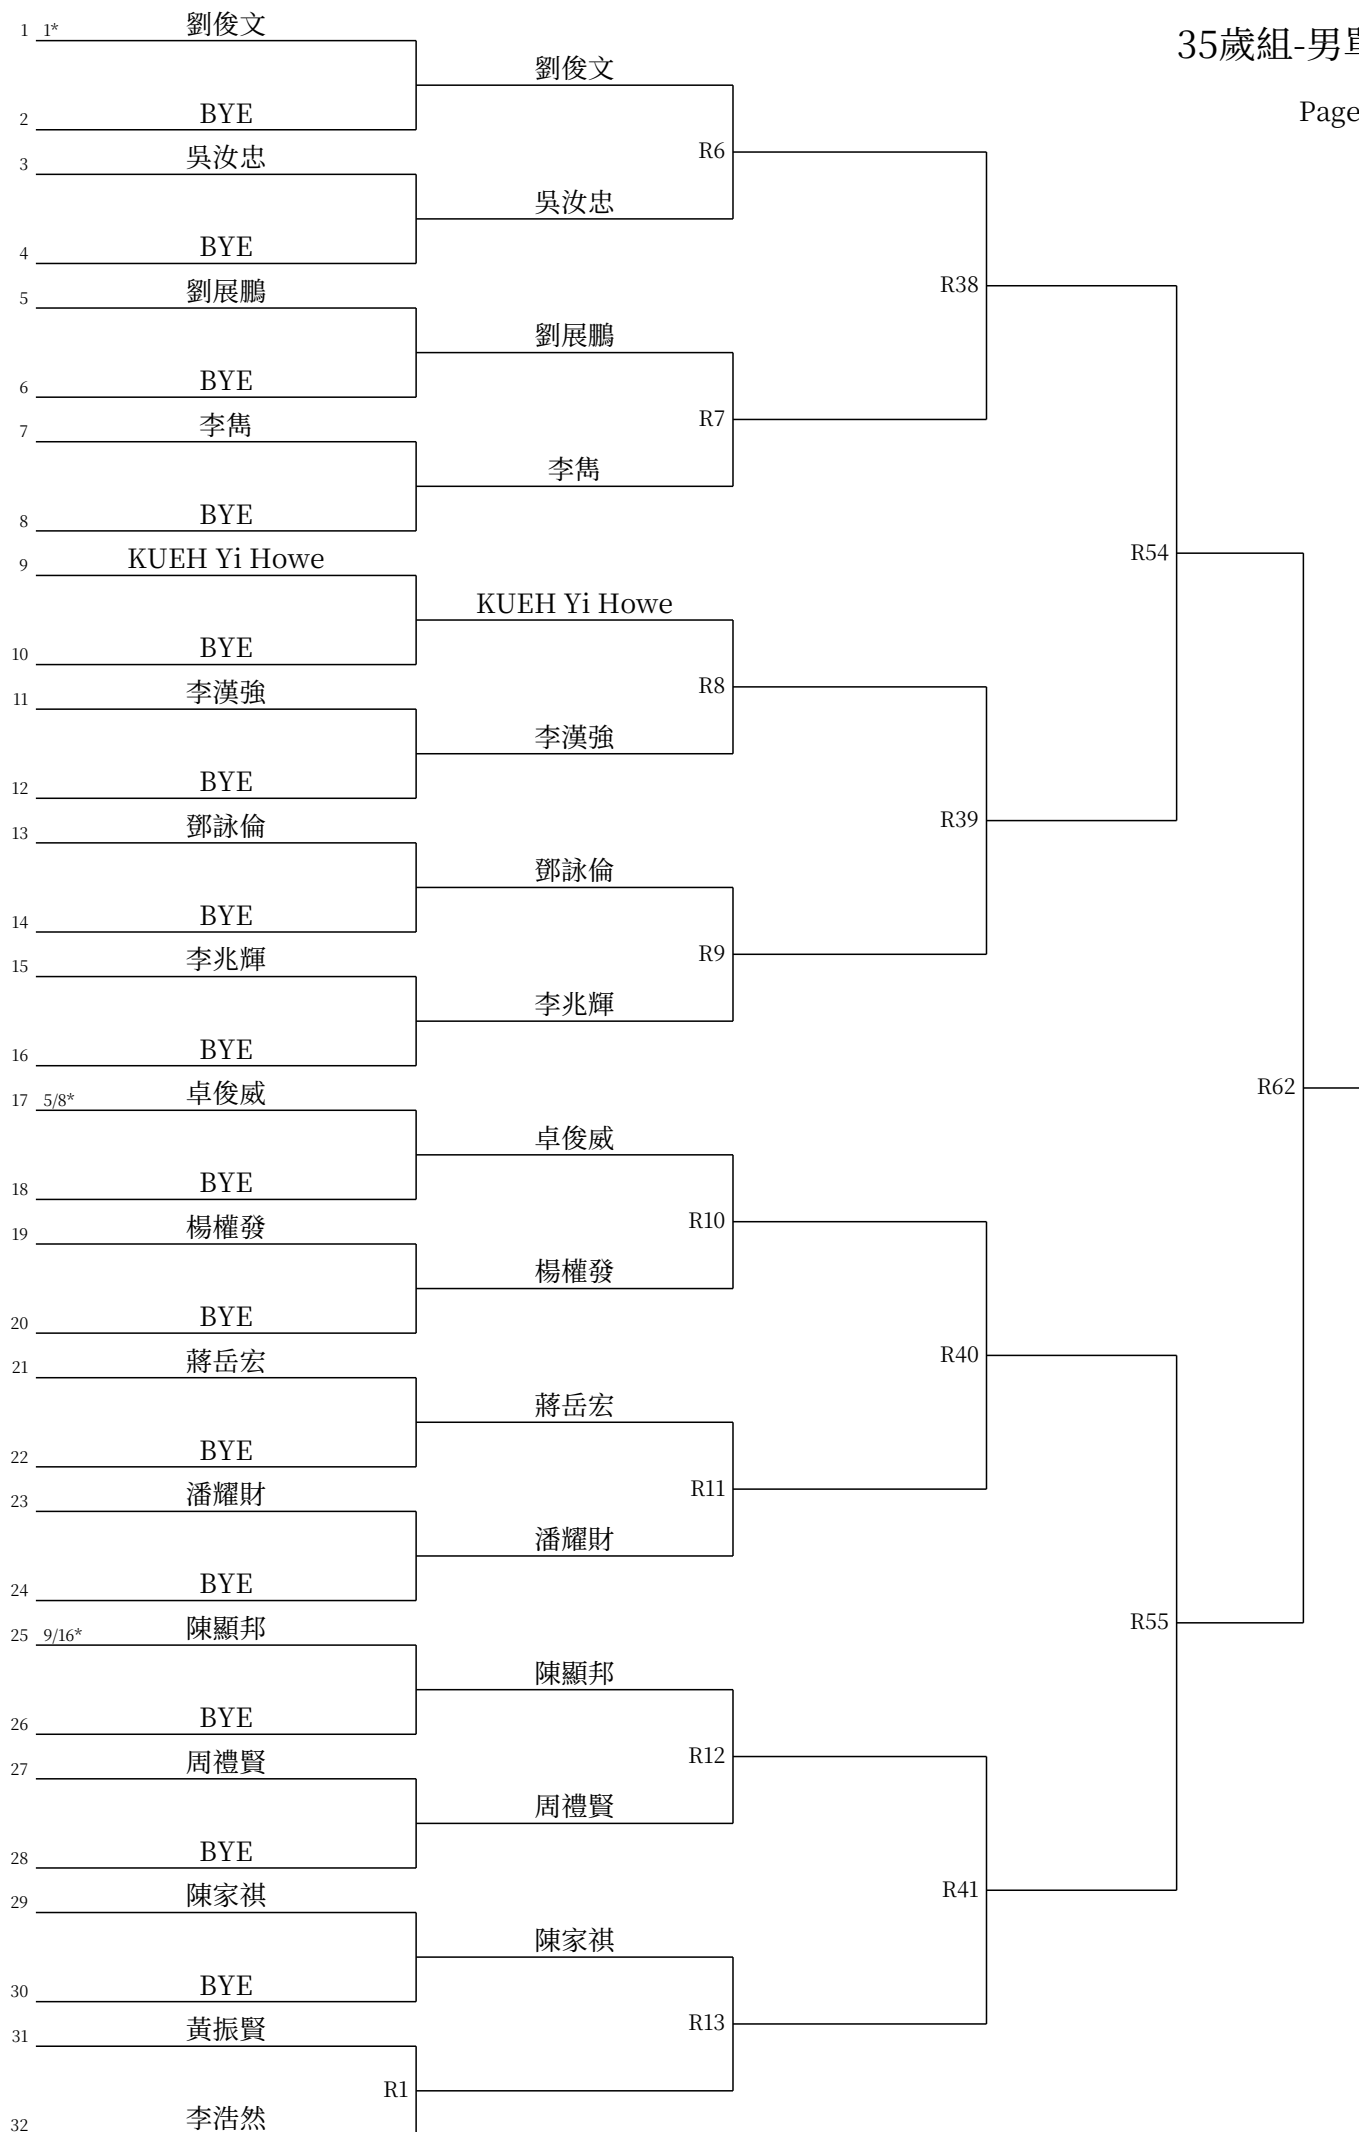 35歲組-男單
Page
1 1* 劉俊文
劉俊文
2 BYE
R6
3 吳汝忠
吳汝忠
4 BYE
R38
5 劉展鵬
劉展鵬
6 BYE
R7
7 李雋
李雋
8 BYE
R54
9 KUEH Yi Howe
KUEH Yi Howe
10 BYE
R8
11 李漢強
李漢強
12 BYE
R39
13 鄧詠倫
鄧詠倫
14 BYE
R9
15 李兆輝
李兆輝
16 BYE
R62
17 5/8* 卓俊威
卓俊威
18 BYE
R10
19 楊權發
楊權發
20 BYE
R40
21 蔣岳宏
蔣岳宏
22 BYE
R11
23 潘耀財
潘耀財
24 BYE
R55
25 9/16* 陳顯邦
陳顯邦
26 BYE
R12
27 周禮賢
周禮賢
28 BYE
R41
29 陳家祺
陳家祺
30 BYE
R13
31 黃振賢
R1
32 李浩然